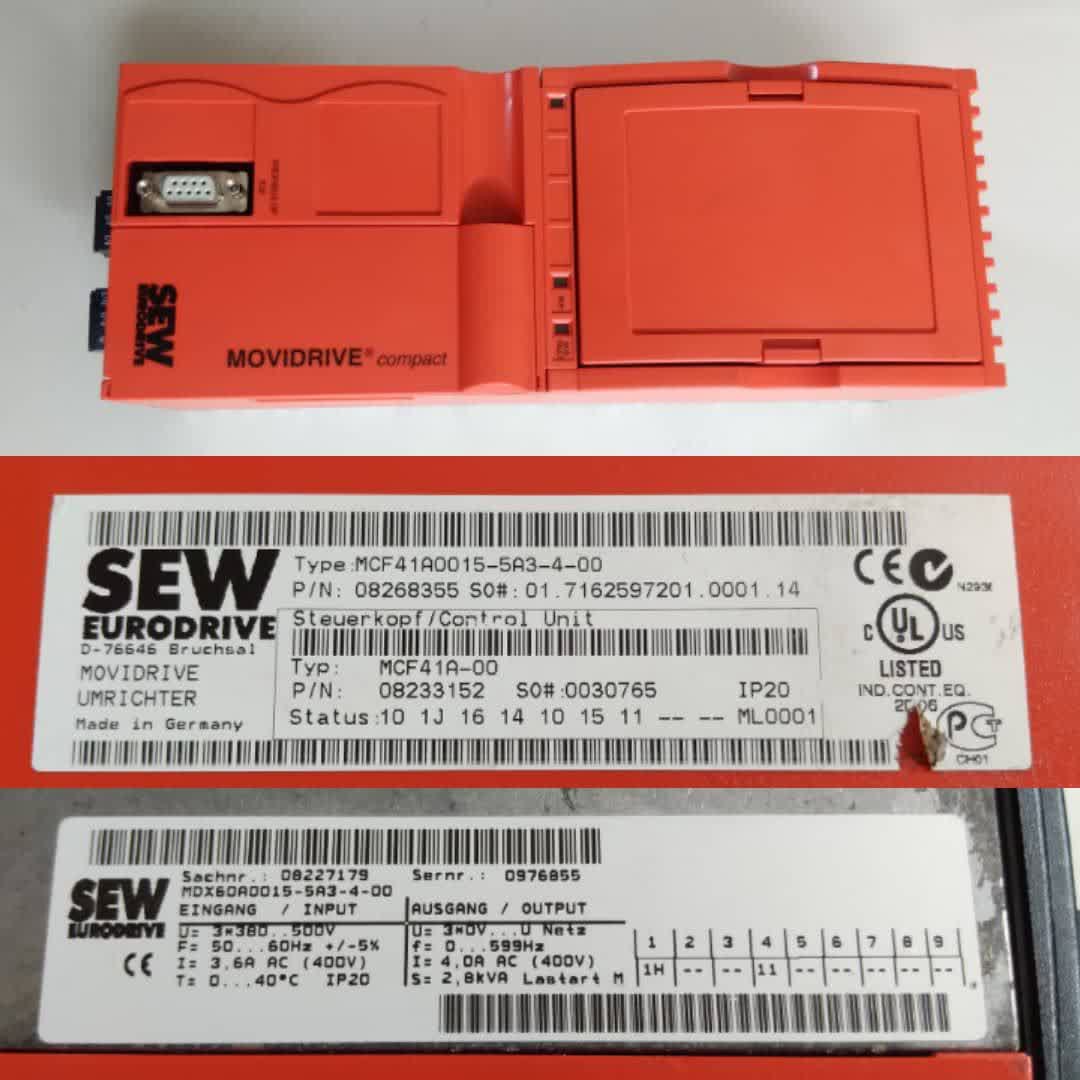 SEW
EURODRIVE
MOVIDRIVE® compact
SEW
EURODRIVE
D-76646 Bruchsal
MOVIDRIVE
UMRICHTER
Made in Germany
Type:MCF41A0015-5A3-4-00
P/N: 08268355 S0#:01.7162597201.0001.14
Steuerkopf/Control Unit
Typ: MCF41A-00
P/N: 08233152 S0#:0030765 IP20
Status:10 1J 16 14 10 15 11 -- -- ML0001
CE
C UL US
LISTED
IND.CONT.EQ.
SEW
EURODRIVE
CE
Sachnr.: 08227179 Sernr.: 0976855
MDX60A0015-5A3-4-00
EINGANG / INPUT
U= 3*380...500V
F= 50...60Hz +/-5%
I= 3,6A AC (400V)
T= 0...40°C IP20
AUSGANG / OUTPUT
U= 3*0V...U Netz
f= 0...599Hz
I= 4,0A AC (400V)
S= 2,8kVA Lastart M
1 2 3 4 5 6 7 8 9
1H -- -- 11 -- -- -- -- --